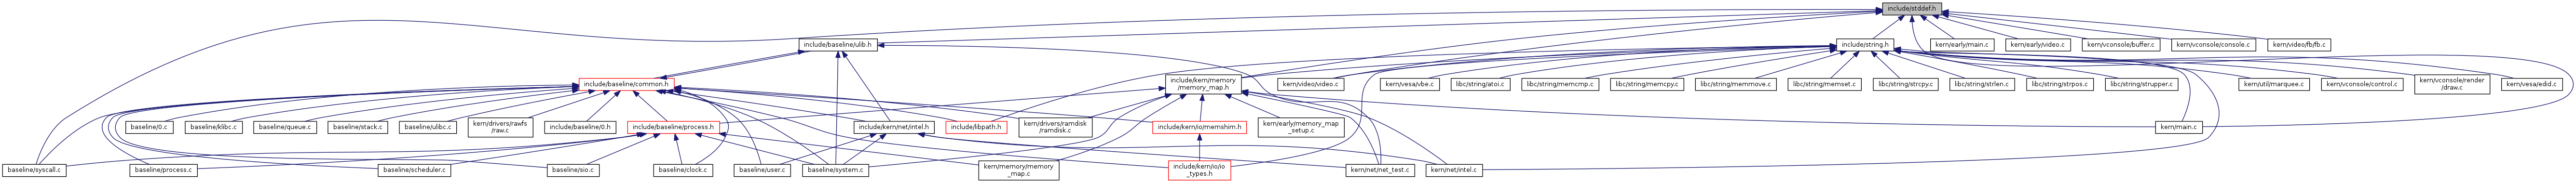 include/stddef.h
include/baseline/ulib.h
include/string.h
kern/early/main.c
kern/early/video.c
kern/vconsole/buffer.c
kern/vconsole/console.c
kern/video/fb/fb.c
include/baseline/common.h
include/kern/memory
/memory_map.h
kern/video/video.c
kern/vesa/vbe.c
libc/string/atoi.c
libc/string/memcmp.c
libc/string/memcpy.c
libc/string/memmove.c
libc/string/memset.c
libc/string/strcpy.c
libc/string/strlen.c
libc/string/strpos.c
libc/string/strupper.c
kern/util/marquee.c
kern/vconsole/control.c
kern/vconsole/render
/draw.c
kern/vesa/edid.c
baseline/0.c
baseline/klibc.c
baseline/queue.c
baseline/stack.c
baseline/ulibc.c
kern/drivers/rawfs
/raw.c
include/baseline/0.h
include/baseline/process.h
include/kern/net/intel.h
include/libpath.h
kern/drivers/ramdisk
/ramdisk.c
include/kern/io/memshim.h
kern/early/memory_map
_setup.c
kern/main.c
baseline/syscall.c
baseline/process.c
baseline/scheduler.c
baseline/sio.c
baseline/clock.c
baseline/user.c
baseline/system.c
kern/memory/memory
_map.c
include/kern/io/io
_types.h
kern/net/net_test.c
kern/net/intel.c